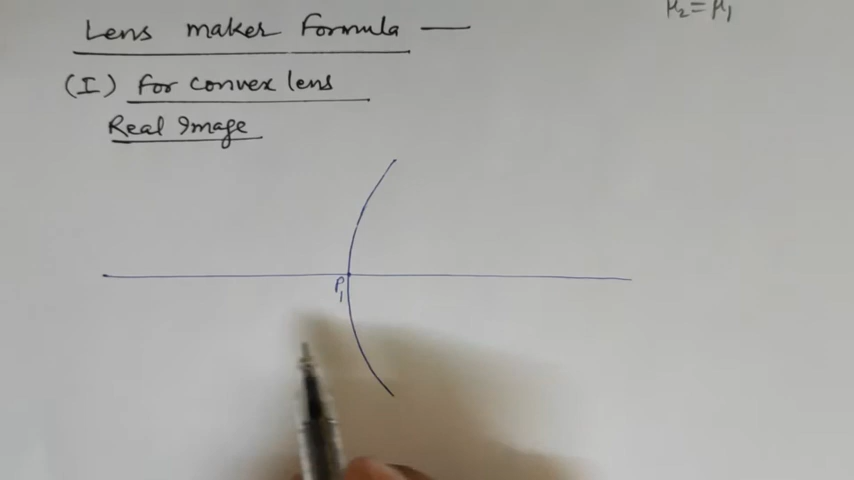 Lens maker Formula —
μ₂=μ₁
(I) For convex lens
Real Image
P₁